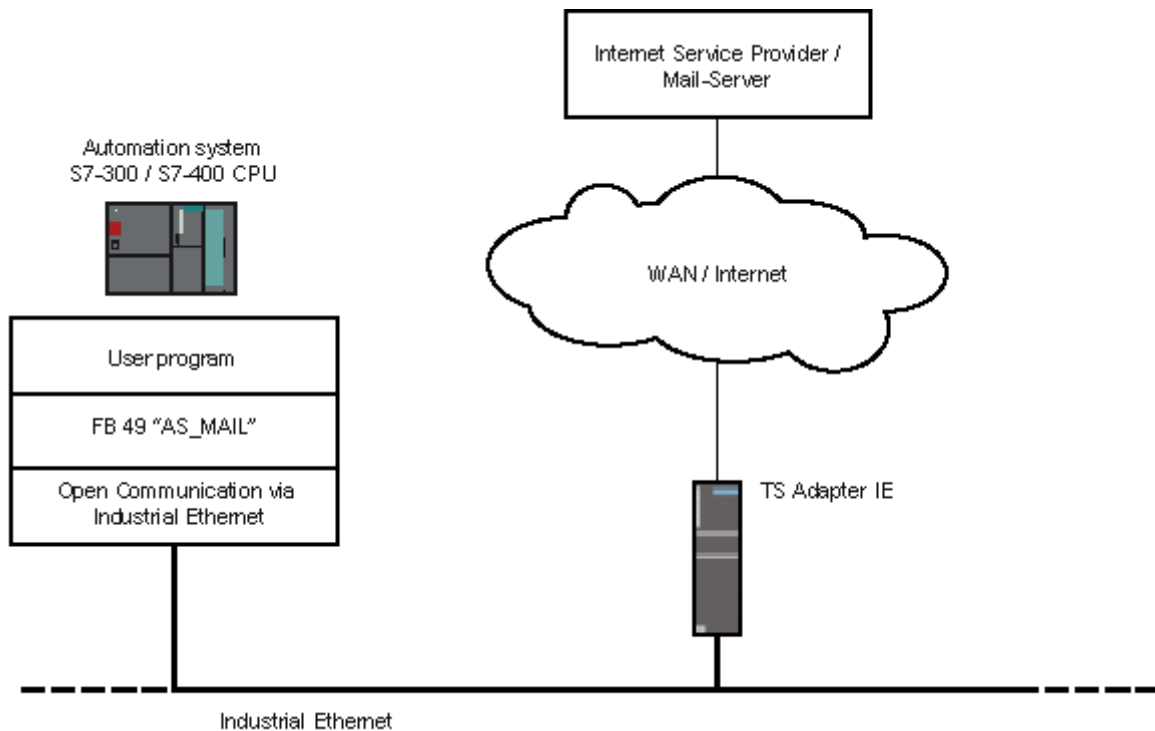 Internet Service Provider /
Mail-Server
Automation system
S7-300 / S7-400 CPU
WAN / Internet
User program
FB 49 “AS_MAIL”
Open Communication via
Industrial Ethernet
TS Adapter IE
Industrial Ethernet